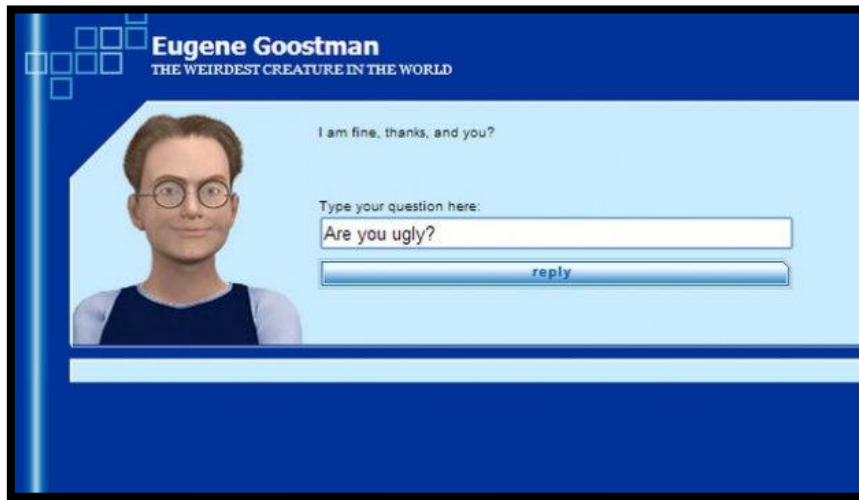 Eugene Goostman
THE WEIRDEST CREATURE IN THE WORLD
I am fine, thanks, and you?
Type your question here:
Are you ugly?
reply